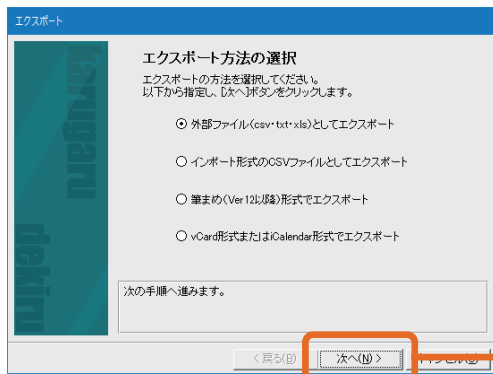 エクスポート
karugaru
dekiru
エクスポート方法の選択
エクスポートの方法を選択してください。
以下から指定し、[次へ]ボタンをクリックします。
外部ファイル(csv・txt・xls)としてエクスポート
インポート形式のCSVファイルとしてエクスポート
筆まめ(Ver12以降)形式でエクスポート
vCard形式またはiCalendar形式でエクスポート
次の手順へ進みます。
< 戻る(B)
次へ(N) >